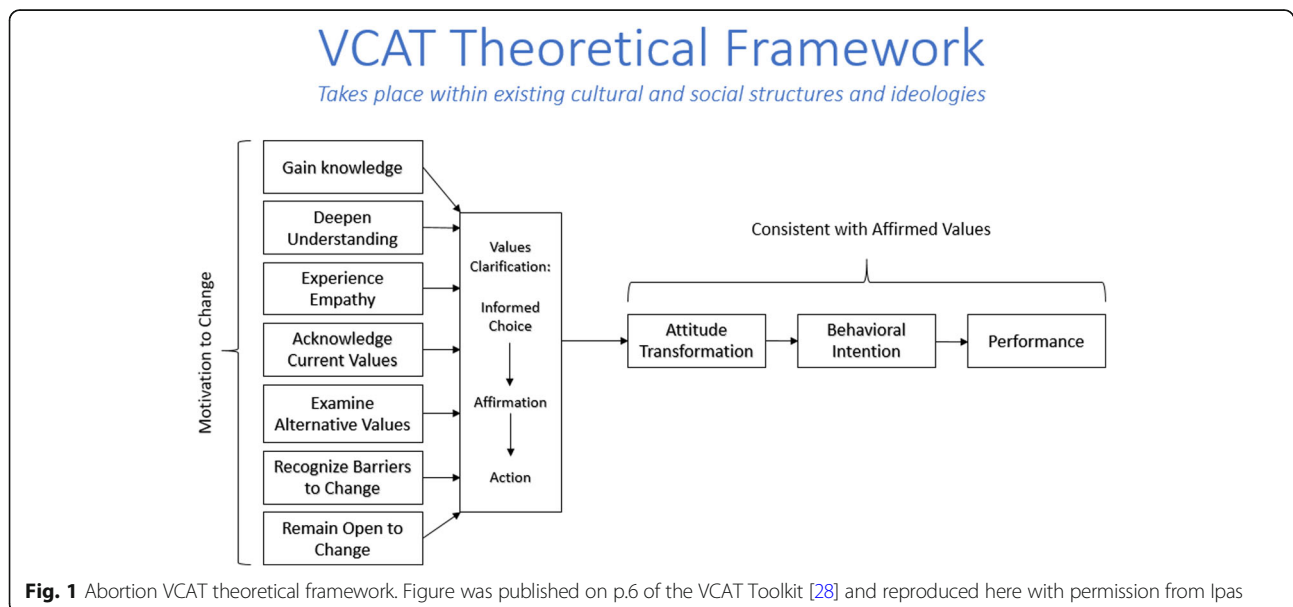 VCAT Theoretical Framework
Takes place within existing cultural and social structures and ideologies
Motivation to Change
Gain knowledge
Deepen
Understanding
Experience
Empathy
Acknowledge
Current Values
Examine
Alternative Values
Recognize Barriers
to Change
Remain Open to
Change
Values
Clarification:
Informed
Choice
Affirmation
Action
Consistent with Affirmed Values
Attitude
Transformation
Behavioral
Intention
Performance
Fig. 1 Abortion VCAT theoretical framework. Figure was published on p.6 of the VCAT Toolkit [28] and reproduced here with permission from Ipas